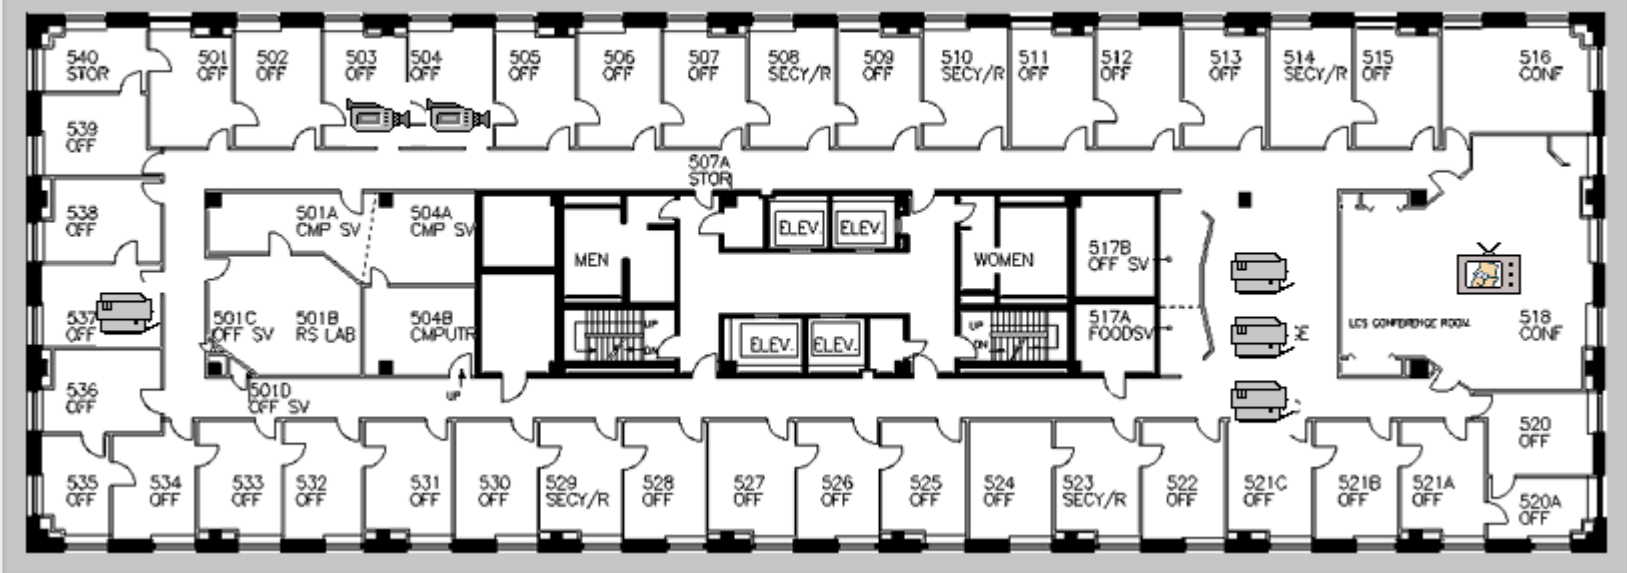 540
STOR
501
OFF
502
OFF
503
OFF
504
OFF
505
OFF
506
OFF
507
OFF
508
SECY/R
509
OFF
510
SECY/R
511
OFF
512
OFF
513
OFF
514
SECY/R
515
OFF
516
CONF
539
OFF
507A
STOR
538
OFF
501A
CMP SV
504A
CMP SV
MEN
ELEV.
ELEV.
WOMEN
517B
OFF SV
537
OFF
501C
OFF SV
501B
RS LAB
504B
CMPUTR
UP
DN
ELEV.
ELEV.
UP
DN
517A
FOODSV
LCS CONFERENCE ROOM
518
CONF
536
OFF
501D
OFF SV
UP
520
OFF
535
OFF
534
OFF
533
OFF
532
OFF
531
OFF
530
OFF
529
SECY/R
528
OFF
527
OFF
526
OFF
525
OFF
524
OFF
523
SECY/R
522
OFF
521C
OFF
521B
OFF
521A
OFF
520A
OFF